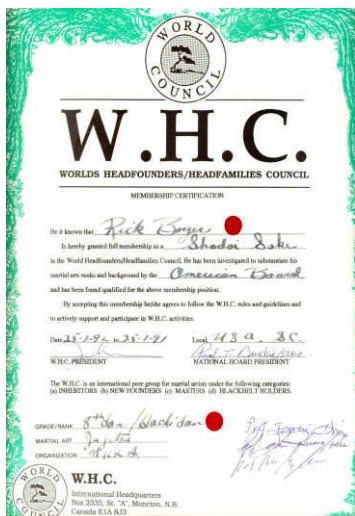 WORLD
COUNCIL
W.H.C.
WORLDS HEADFOUNDERS/HEADFAMILIES COUNCIL
MEMBERSHIP CERTIFICATION
Be it known that Rick
Is hereby granted full membership as a Shodai Soke
in the World Headfounders/Headfamilies Council. He has been investigated to substantiate his
martial arts ranks and background by the American Board
and has been found qualified for the above membership position.
By accepting this membership he/she agrees to follow the W.H.C. rules and guidelines and
to actively support and participate in W.H.C. activities.
Date to Local USA.
W.H.C. PRESIDENT NATIONAL BOARD PRESIDENT
The W.H.C. is an international peer group for martial artists under the following categories:
(a) INHERITORS (b) NEW FOUNDERS (c) MASTERS (d) BLACKBELT HOLDERS.
GRADE/RANK 8th Dan / Hachidan
MARTIAL ART
ORGANIZATION
WORLD
COUNCIL
W.H.C.
International Headquarters
Box 2335, St. "A", Moncton, N.B.
Canada E1A 8J3